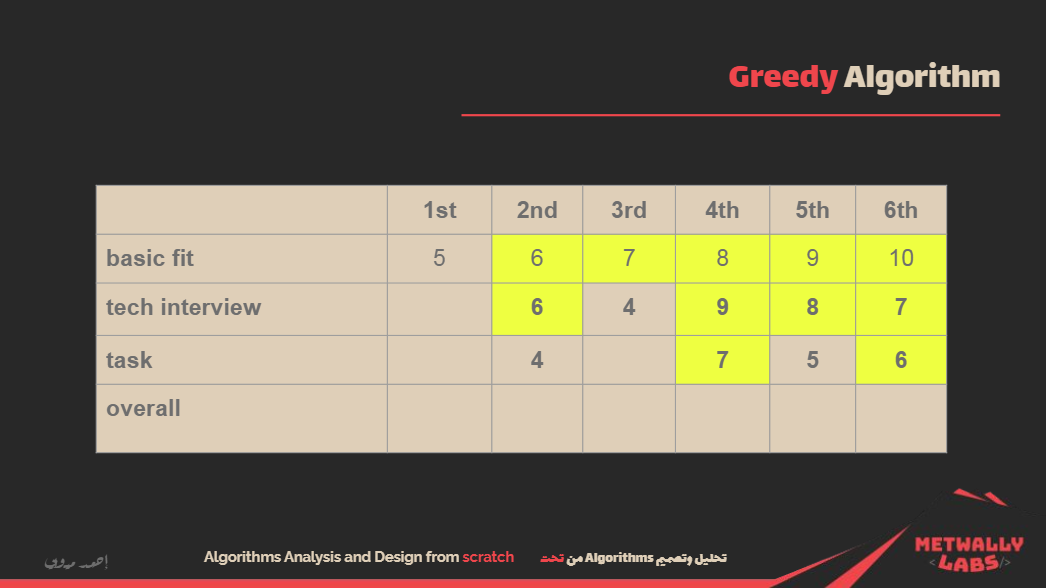 Greedy Algorithm
1st 2nd 3rd 4th 5th 6th
basic fit 5 6 7 8 9 10
tech interview 6 4 9 8 7
task 4 7 5 6
overall
Algorithms Analysis and Design from scratch
تحليل وتصميم Algorithms من تحت
METWALLY
<LABS/>